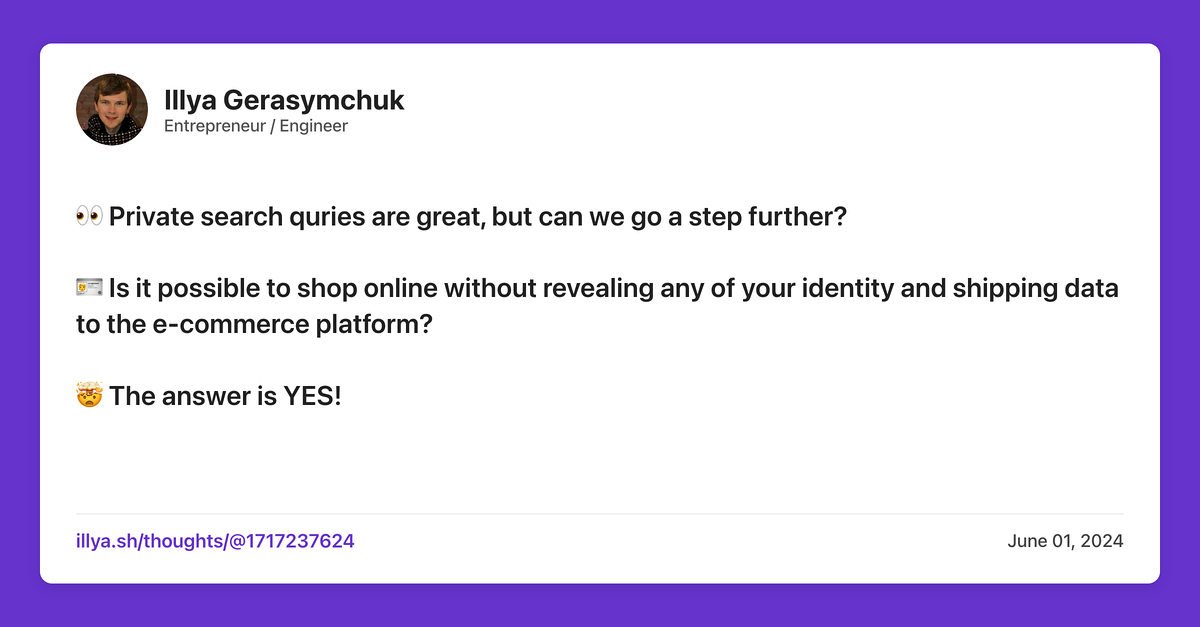 Illya Gerasymchuk
Entrepreneur / Engineer
👀 Private search quries are great, but can we go a step further?
🪪 Is it possible to shop online without revealing any of your identity and shipping data
to the e-commerce platform?
🤯 The answer is YES!
illya.sh/thoughts/@1717237624
June 01, 2024